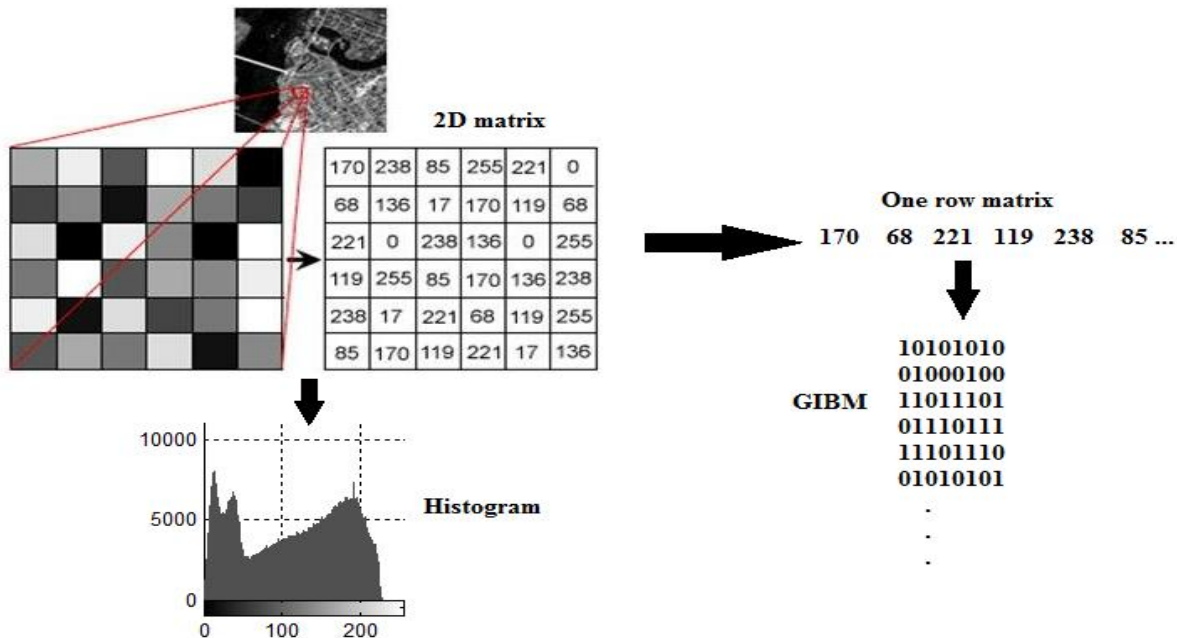 2D matrix
170 238 85 255 221 0
68 136 17 170 119 68
221 0 238 136 0 255
119 255 85 170 136 238
238 17 221 68 119 255
85 170 119 221 17 136
One row matrix
170 68 221 119 238 85 ...
10101010
01000100
GIBM 11011101
01110111
11101110
01010101
.
.
.
10000
5000
0
0 100 200
Histogram